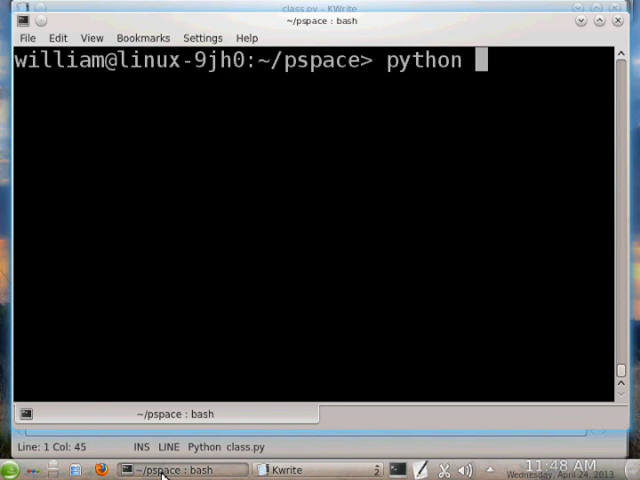 class.py – KWrite
~/pspace : bash
File Edit View Bookmarks Settings Help
william@linux-9jh0:~/pspace> python
~/pspace : bash
Line: 1 Col: 45 INS LINE Python class.py
~/pspace : bash Kwrite 2 11:48 AM
Wednesday, April 24, 2013